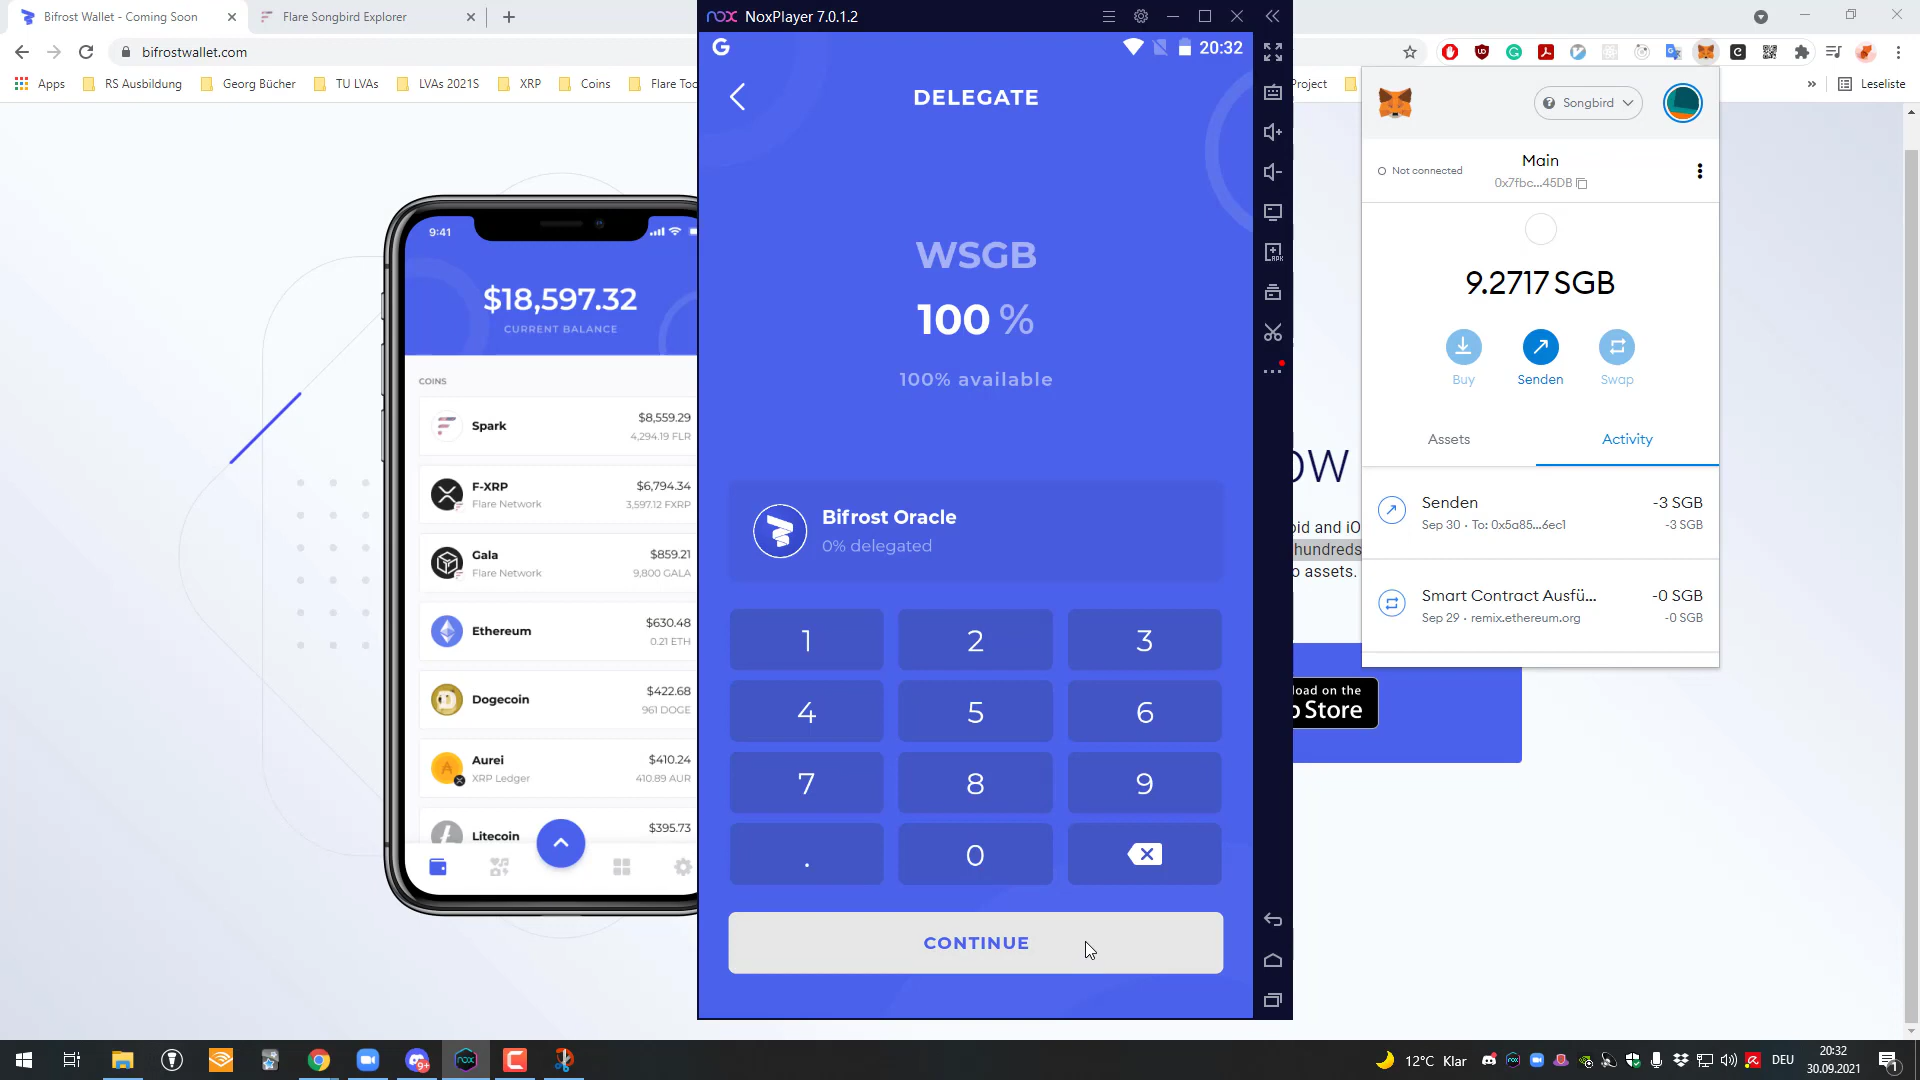 Bifrost Wallet - Coming Soon
Flare Songbird Explorer
bifrostwallet.com
Apps
RS Ausbildung
Georg Bücher
TU LVAs
LVAs 2021S
XRP
Coins
Flare Too
Project
Leseliste
9:41
$18,597.32
CURRENT BALANCE
COINS
Spark
$8,559.29
4,294.19 FLR
F-XRP
$6,794.34
Flare Network
3,597.12 FXRP
Gala
$859.21
Flare Network
9,800 GALA
Ethereum
$630.48
0.21 ETH
Dogecoin
$422.68
961 DOGE
Aurei
$410.24
XRP Ledger
410.89 AUR
Litecoin
$395.73
nox NoxPlayer 7.0.1.2
20:32
DELEGATE
WSGB
100 %
100% available
Bifrost Oracle
0% delegated
1
2
3
4
5
6
7
8
9
.
0
CONTINUE
OW
oid and iO
hundreds
o assets.
load on the
p Store
Songbird
Not connected
Main
0x7fbc...45DB
9.2717 SGB
Buy
Senden
Swap
Assets
Activity
Senden
-3 SGB
Sep 30 · To: 0x5a85...6ec1
-3 SGB
Smart Contract Ausfü...
-0 SGB
Sep 29 · remix.ethereum.org
-0 SGB
12°C Klar
DEU
20:32
30.09.2021